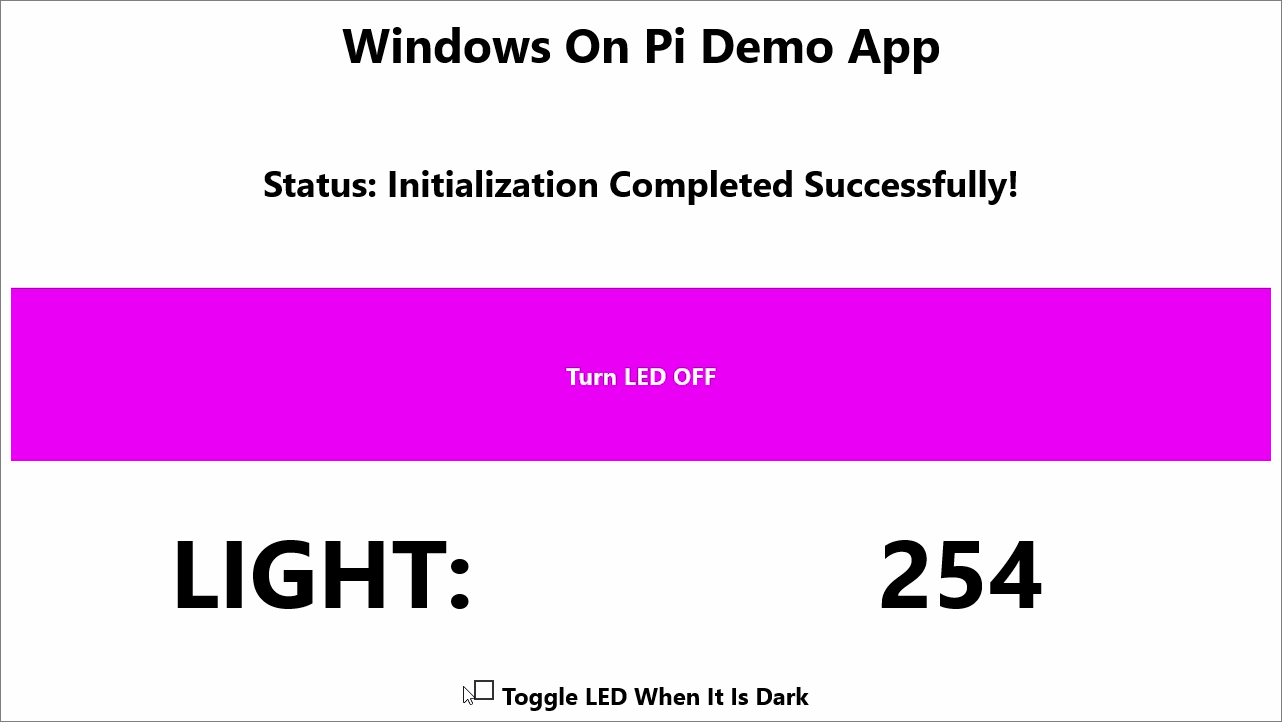 Windows On Pi Demo App
Status: Initialization Completed Successfully!
Turn LED OFF
LIGHT: 254
Toggle LED When It Is Dark